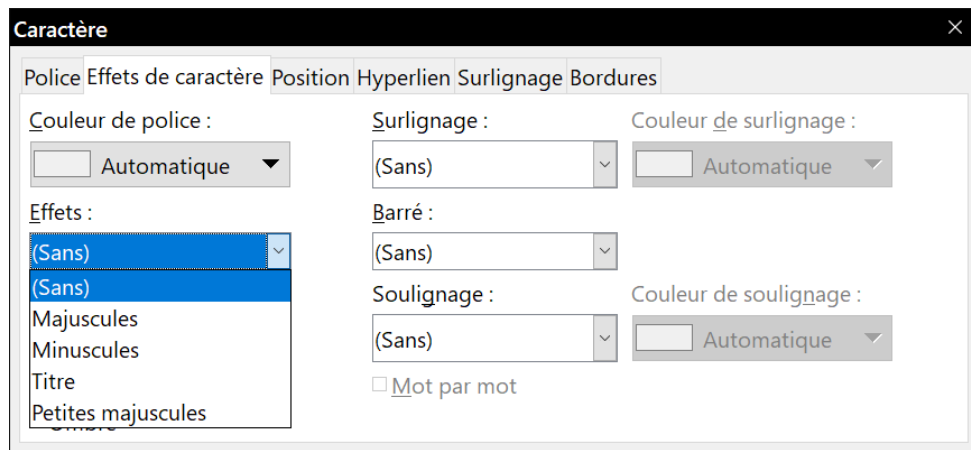 Caractère
Police Effets de caractère Position Hyperlien Surlignage Bordures
Couleur de police : Surlignage : Couleur de surlignage :
Automatique (Sans) Automatique
Effets : Barré :
(Sans) (Sans)
(Sans) Soulignage : Couleur de soulignage :
Majuscules
Minuscules (Sans) Automatique
Titre
Petites majuscules Mot par mot